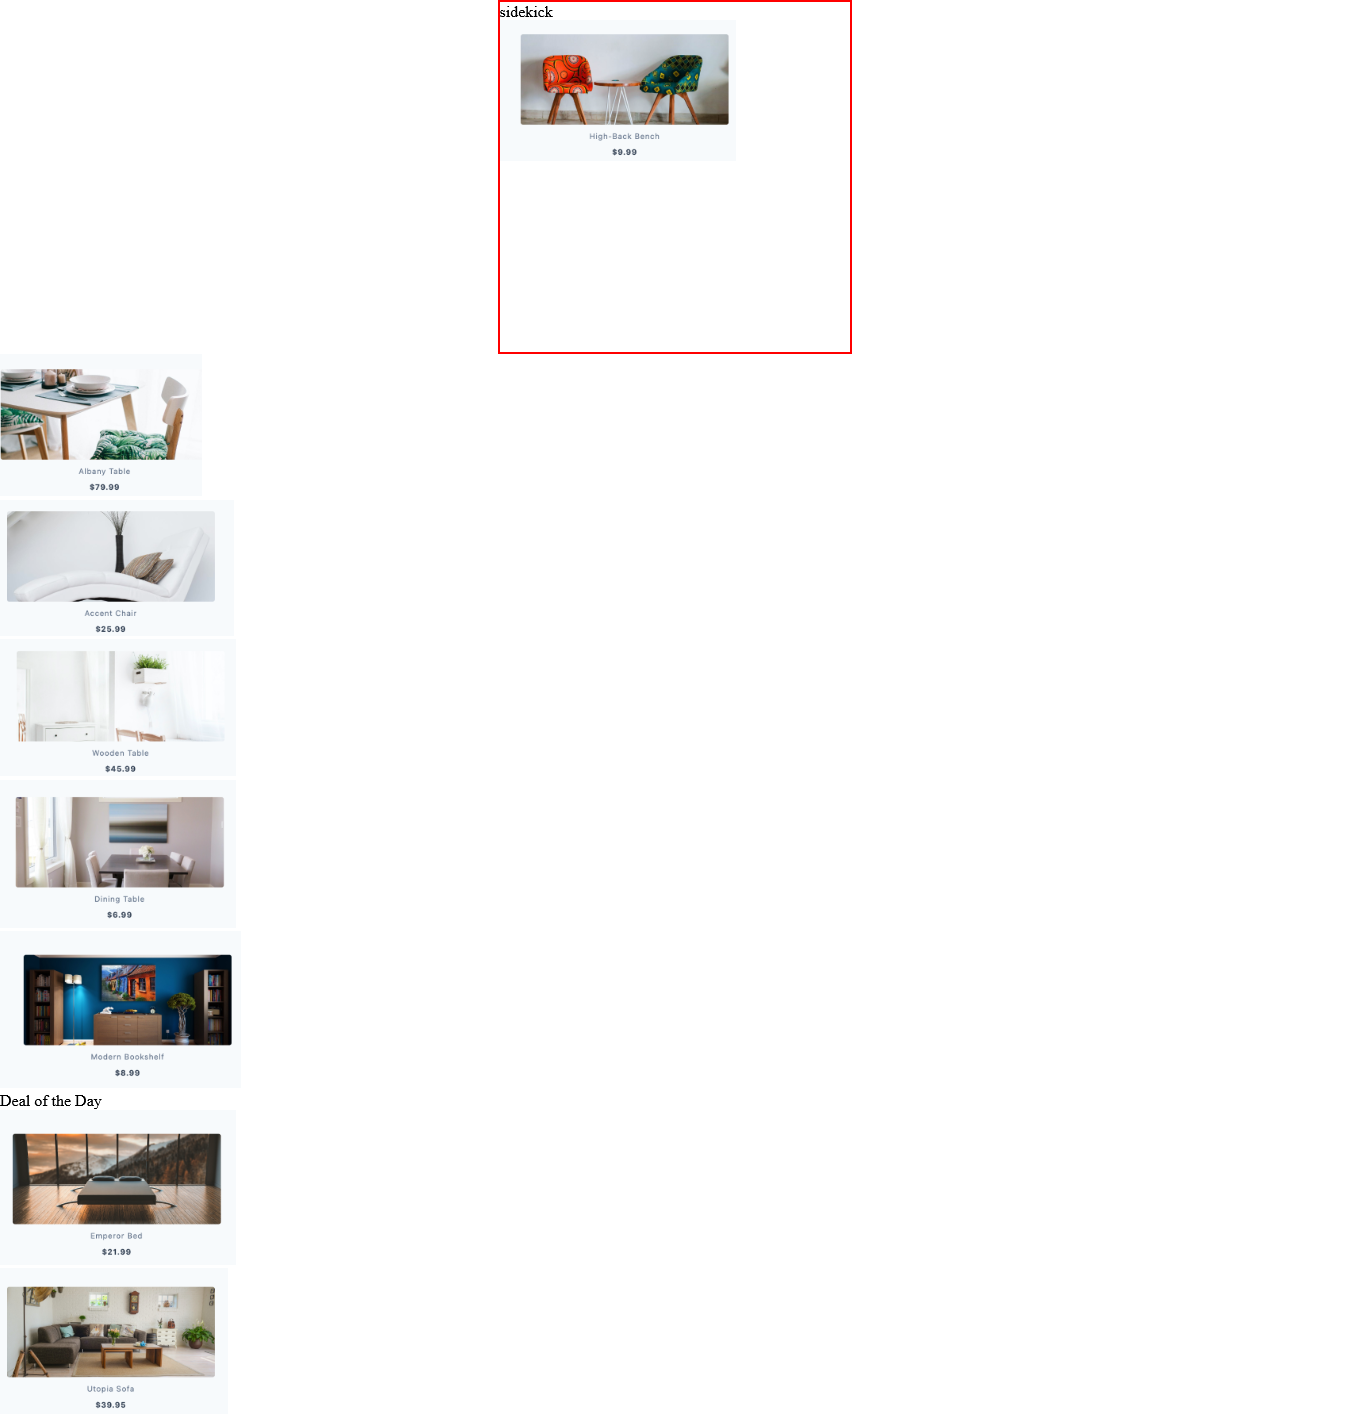 sidekick
High-Back Bench
$9.99
Albany Table
$79.99
Accent Chair
$25.99
Wooden Table
$45.99
Dining Table
$6.99
Modern Bookshelf
$8.99
Deal of the Day
Emperor Bed
$21.99
Utopia Sofa
$39.95